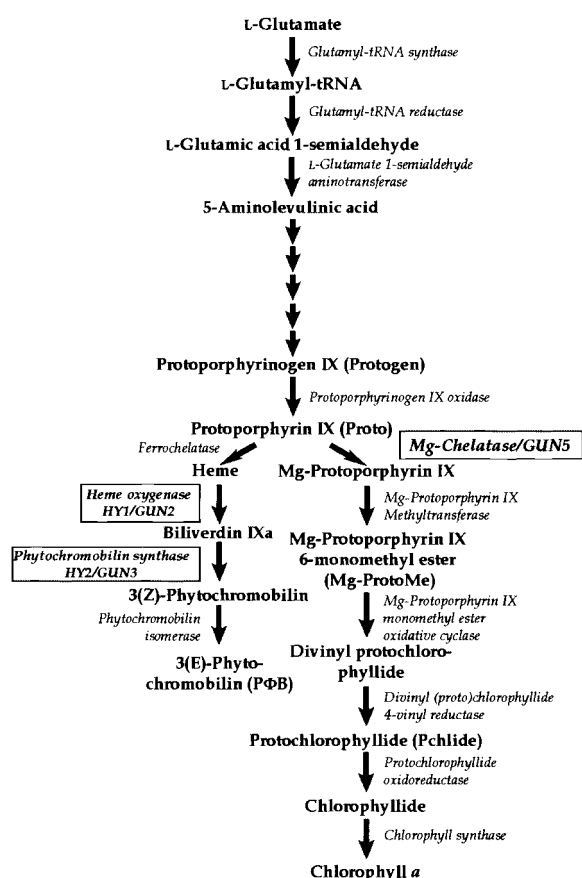 L-Glutamate
Glutamyl-tRNA synthase
L-Glutamyl-tRNA
Glutamyl-tRNA reductase
L-Glutamic acid 1-semialdehyde
L-Glutamate 1-semialdehyde
aminotransferase
5-Aminolevulinic acid
Protoporphyrinogen IX (Protogen)
Protoporphyrinogen IX oxidase
Protoporphyrin IX (Proto)
Mg-Chelatase/GUN5
Ferrochelatase
Heme
Mg-Protoporphyrin IX
Heme oxygenase
HY1/GUN2
Mg-Protoporphyrin IX
Methyltransferase
Biliverdin IXa
Mg-Protoporphyrin IX
6-monomethyl ester
(Mg-ProtoMe)
Phytochromobilin synthase
HY2/GUN3
3(Z)-Phytochromobilin
Mg-Protoporphyrin IX
monomethyl ester
oxidative cyclase
Phytochromobilin
isomerase
Divinyl protochloro-
phyllide
3(E)-Phyto-
chromobilin (PΦB)
Divinyl (proto)chlorophyllide
4-vinyl reductase
Protochlorophyllide (Pchlide)
Protochlorophyllide
oxidoreductase
Chlorophyllide
Chlorophyll synthase
Chlorophyll a